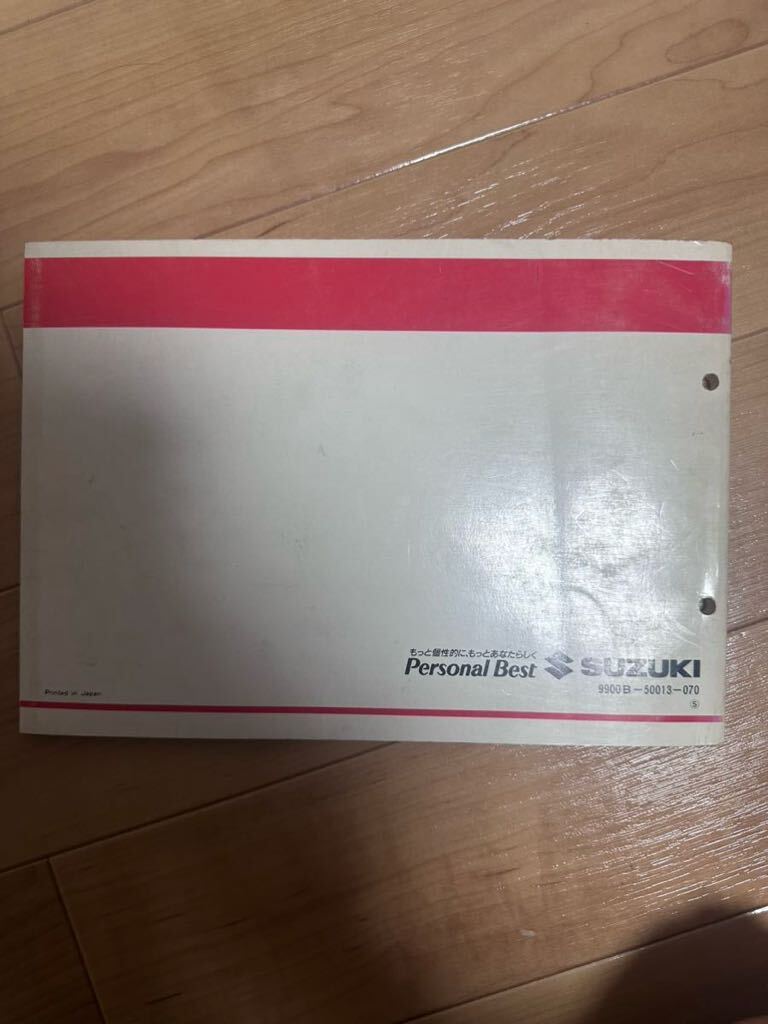 もっと個性的に、もっとあなたらしく
Personal Best SUZUKI
9900B-50013-070
Ⓢ
Printed in Japan